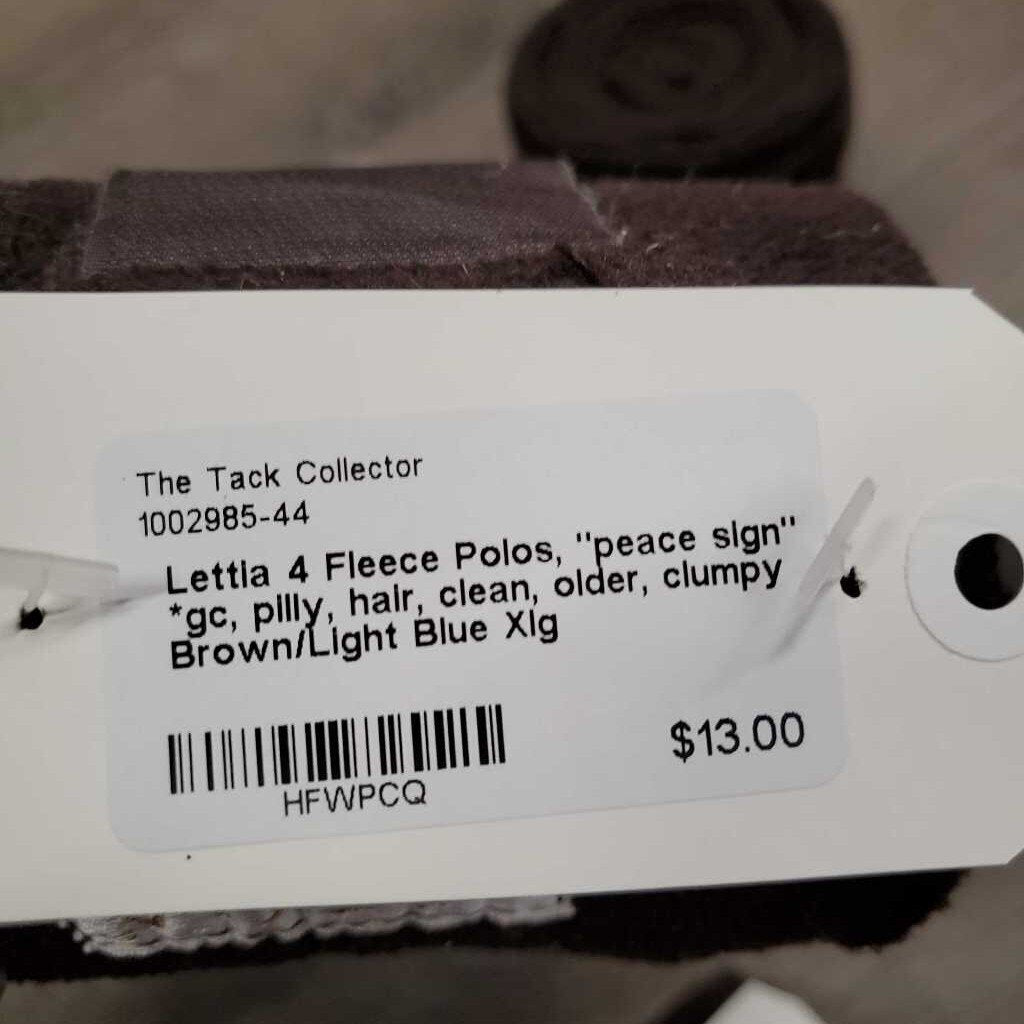 The Tack Collector
1002985-44
Lettia 4 Fleece Polos, "peace sign"
*gc, pilly, hair, clean, older, clumpy
Brown/Light Blue Xlg
HFWPCQ
$13.00